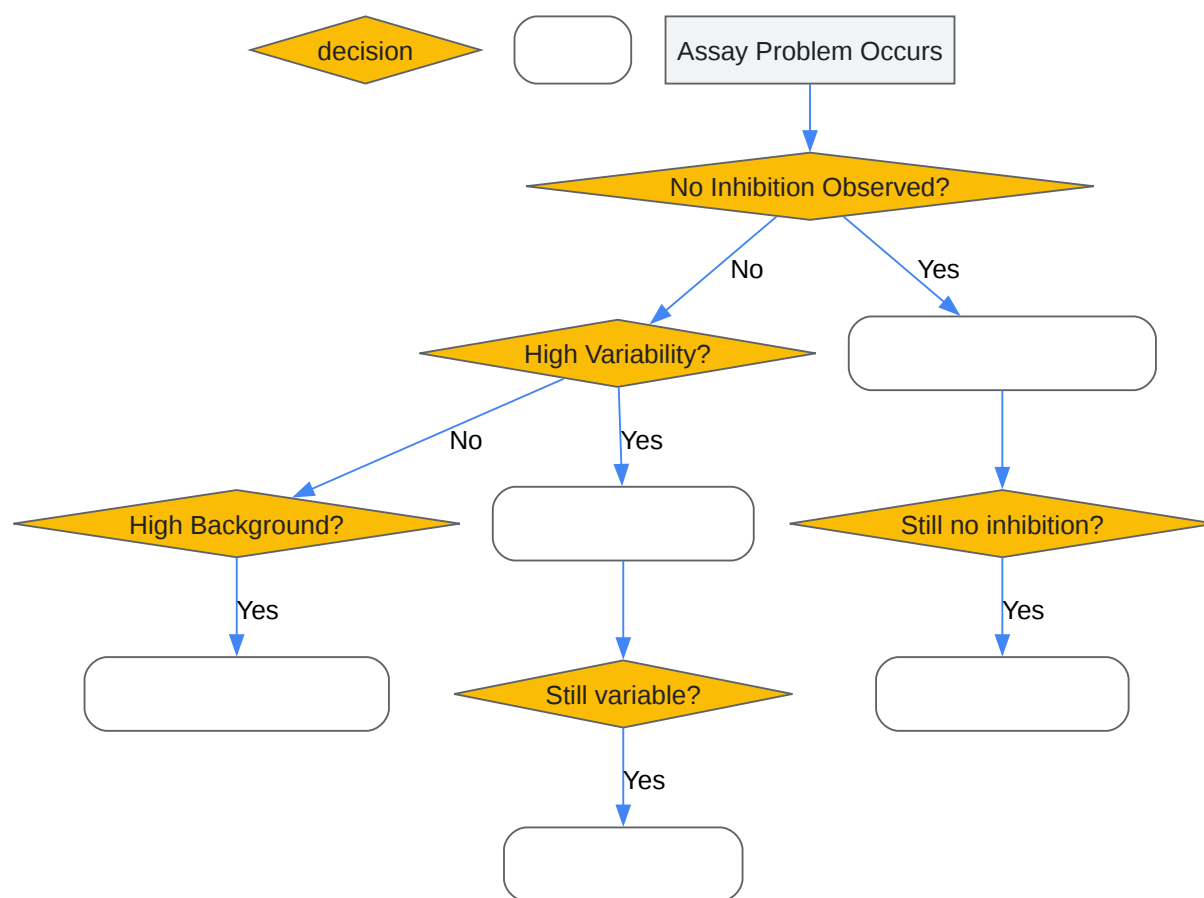 decision
Assay Problem Occurs
No Inhibition Observed?
No
Yes
High Variability?
No
Yes
High Background?
Still no inhibition?
Yes
Yes
Still variable?
Yes